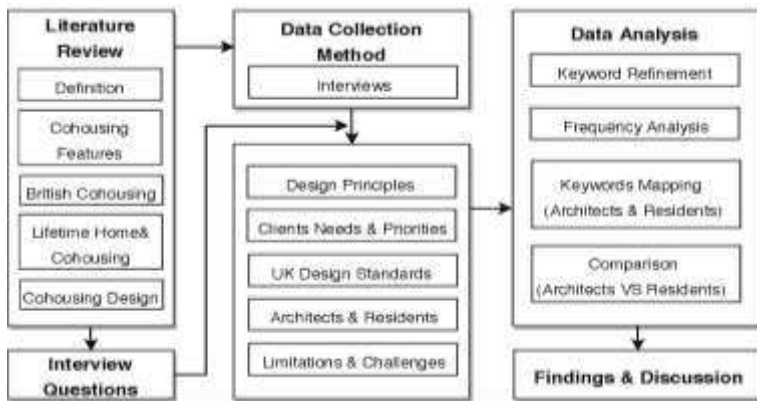 Literature
Review
Definition
Cohousing
Features
British Cohousing
Lifetime Home&
Cohousing
Cohousing Design
Interview
Questions
Data Collection
Method
Interviews
Design Principles
Clients Needs & Priorities
UK Design Standards
Architects & Residents
Limitations & Challenges
Data Analysis
Keyword Refinement
Frequency Analysis
Keywords Mapping
(Architects & Residents)
Comparison
(Architects VS Residents)
Findings & Discussion